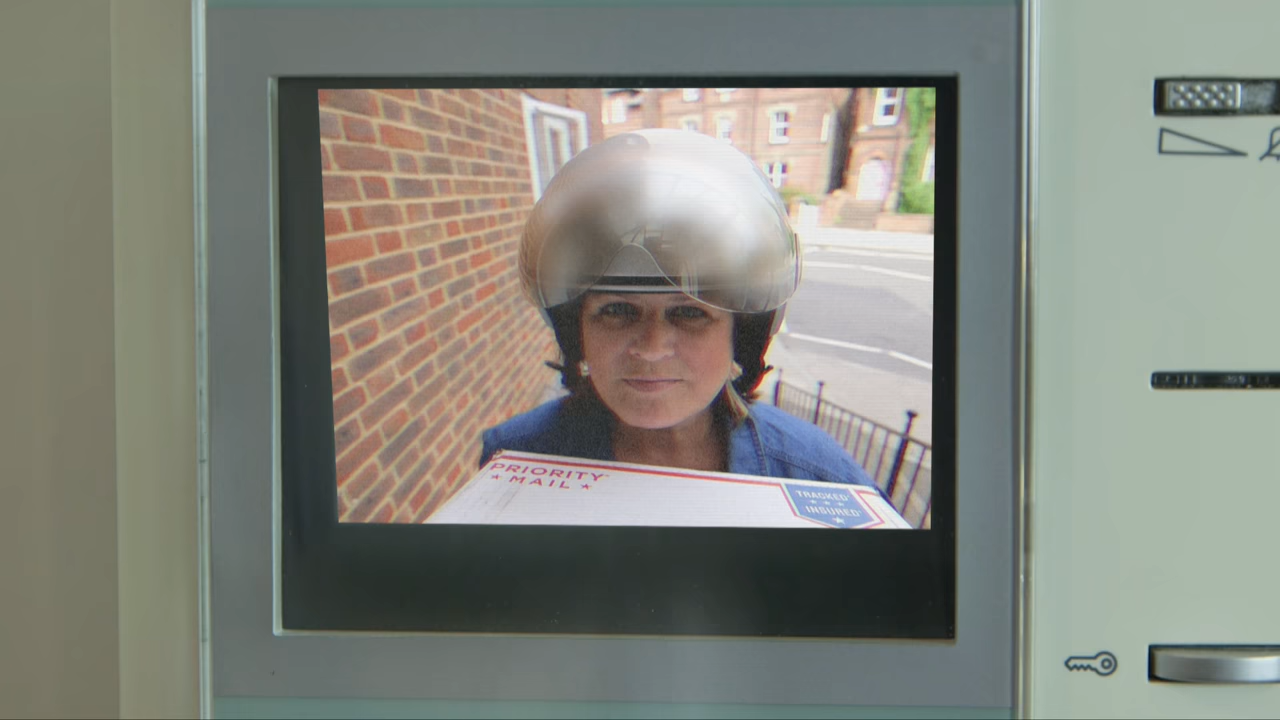 PRIORITY
★ MAIL ★
TRACKED
★ ★ ★
INSURED
★